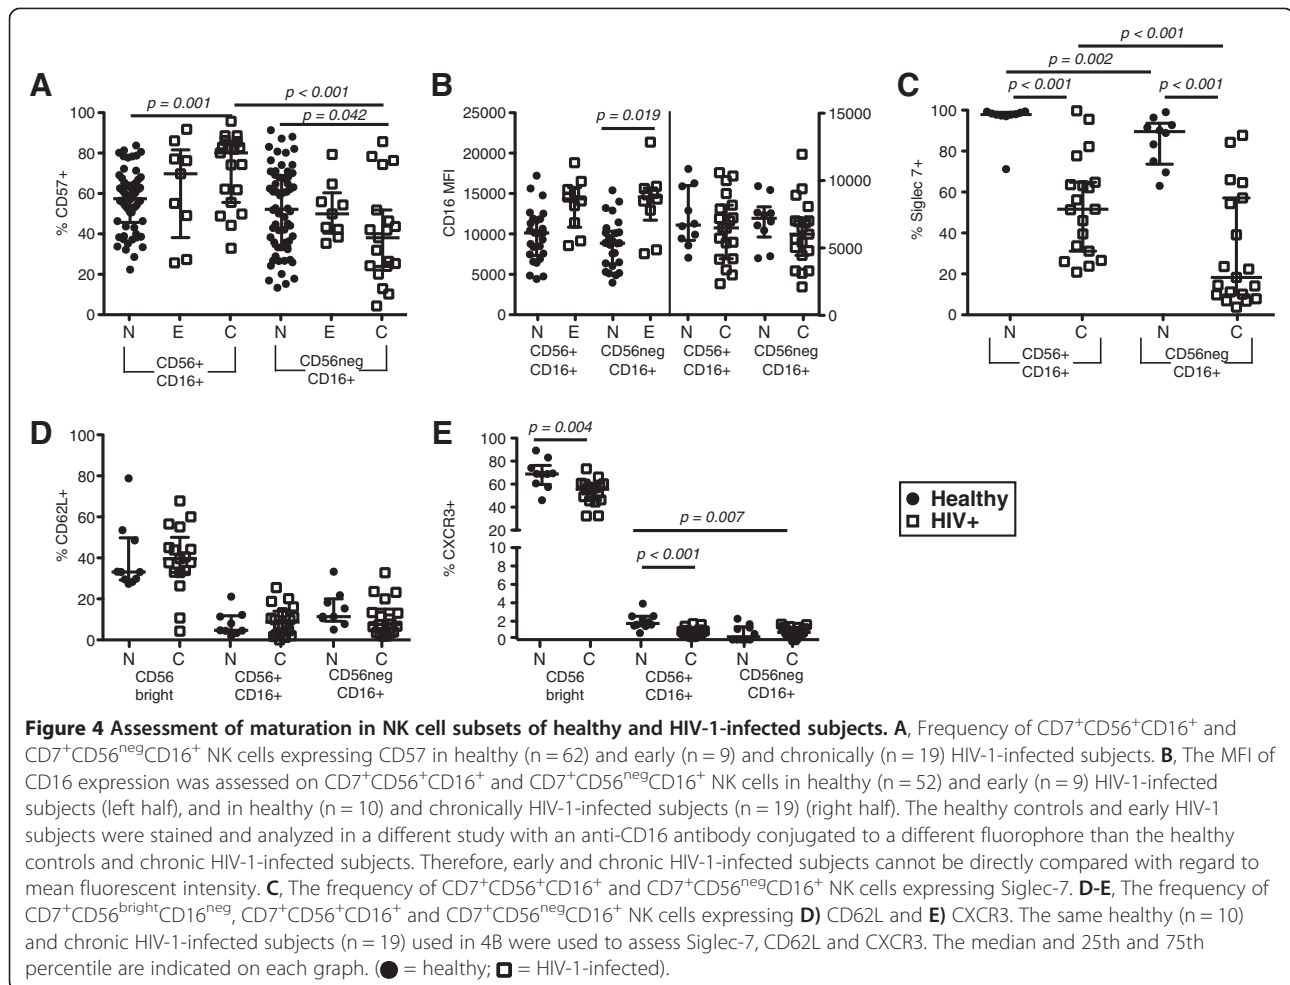 A
p = 0.001
p < 0.001
p = 0.042
% CD57+
100
80
60
40
20
0
N E C N E C
CD56+
CD16+
CD56neg
CD16+
B
p = 0.019
CD16 MFI
25000
20000
15000
10000
5000
0
15000
10000
5000
0
N E N E N C N C
CD56+
CD16+
CD56neg
CD16+
CD56+
CD16+
CD56neg
CD16+
C
p < 0.001
p = 0.002
p < 0.001
p <0.001
% Siglec 7+
100
80
60
40
20
0
N C N C
CD56+
CD16+
CD56neg
CD16+
D
% CD62L+
100
80
60
40
20
0
N C N C N C
CD56
bright
CD56+
CD16+
CD56neg
CD16+
E
p = 0.004
p = 0.007
p < 0.001
% CXCR3+
100
80
60
40
20
10
8
6
4
2
0
N C N C N C
CD56
bright
CD56+
CD16+
CD56neg
CD16+
Healthy
HIV+
Figure 4 Assessment of maturation in NK cell subsets of healthy and HIV-1-infected subjects. A, Frequency of CD7⁺CD56⁺CD16⁺ and
CD7⁺CD56ⁿᵉᵍCD16⁺ NK cells expressing CD57 in healthy (n = 62) and early (n = 9) and chronically (n = 19) HIV-1-infected subjects. B, The MFI of
CD16 expression was assessed on CD7⁺CD56⁺CD16⁺ and CD7⁺CD56ⁿᵉᵍCD16⁺ NK cells in healthy (n = 52) and early (n = 9) HIV-1-infected
subjects (left half), and in healthy (n = 10) and chronically HIV-1-infected subjects (n = 19) (right half). The healthy controls and early HIV-1
subjects were stained and analyzed in a different study with an anti-CD16 antibody conjugated to a different fluorophore than the healthy
controls and chronic HIV-1-infected subjects. Therefore, early and chronic HIV-1-infected subjects cannot be directly compared with regard to
mean fluorescent intensity. C, The frequency of CD7⁺CD56⁺CD16⁺ and CD7⁺CD56ⁿᵉᵍCD16⁺ NK cells expressing Siglec-7. D-E, The frequency of
CD7⁺CD56ᵇʳⁱᵍʰᵗCD16ⁿᵉᵍ, CD7⁺CD56⁺CD16⁺ and CD7⁺CD56ⁿᵉᵍCD16⁺ NK cells expressing D) CD62L and E) CXCR3. The same healthy (n = 10)
and chronic HIV-1-infected subjects (n = 19) used in 4B were used to assess Siglec-7, CD62L and CXCR3. The median and 25th and 75th
percentile are indicated on each graph. (● = healthy; □ = HIV-1-infected).